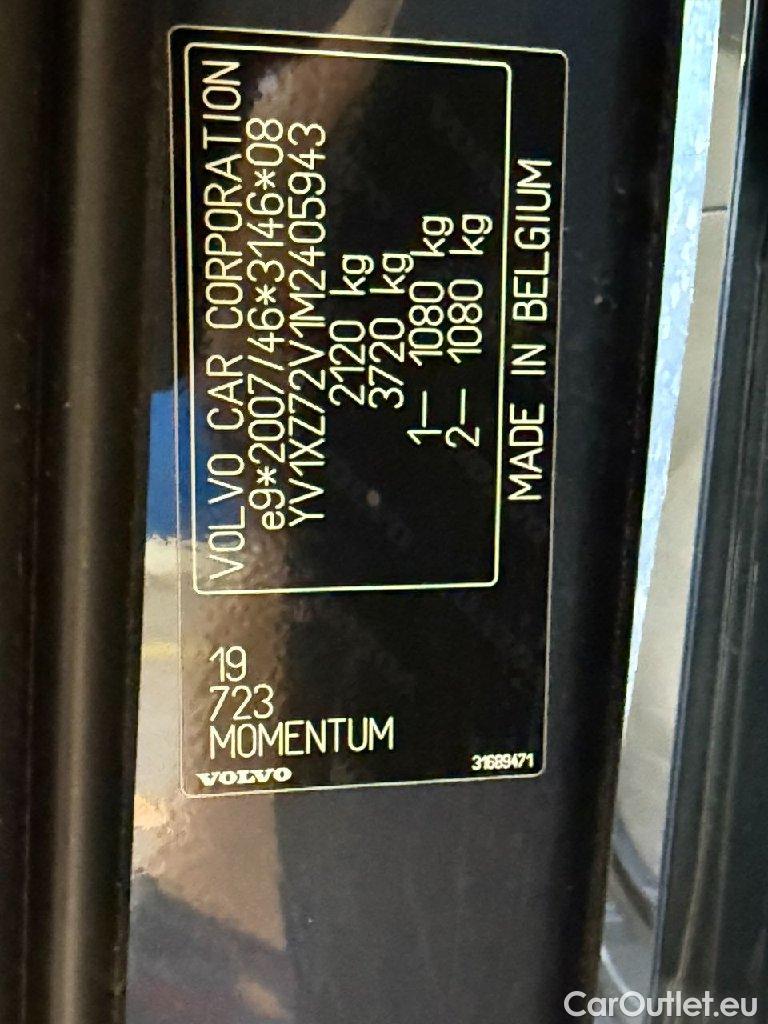 VOLVO CAR CORPORATION
e9*2007/46*3146*08
YV1XZ72V1M2405943
2120 kg
3720 kg
1– 1080 kg
2– 1080 kg
MADE IN BELGIUM
19
723
MOMENTUM
VOLVO
31689471
CarOutlet.eu